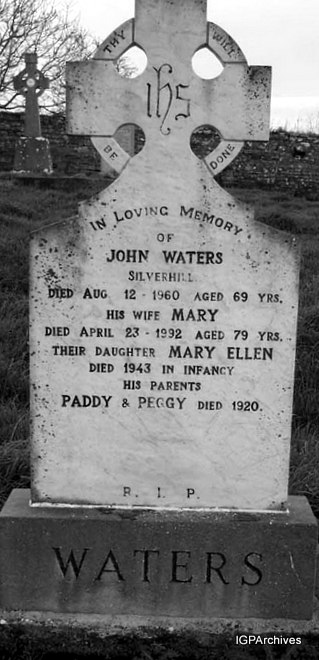 THY WILL
BE DONE
IHS
IN LOVING MEMORY
OF
JOHN WATERS
SILVERHILL
DIED AUG 12-1960 AGED 69 YRS.
HIS WIFE MARY
DIED APRIL 23-1992 AGED 79 YRS.
THEIR DAUGHTER MARY ELLEN
DIED 1943 IN INFANCY
HIS PARENTS
PADDY & PEGGY DIED 1920.
R. I. P.
WATERS
IGPArchives